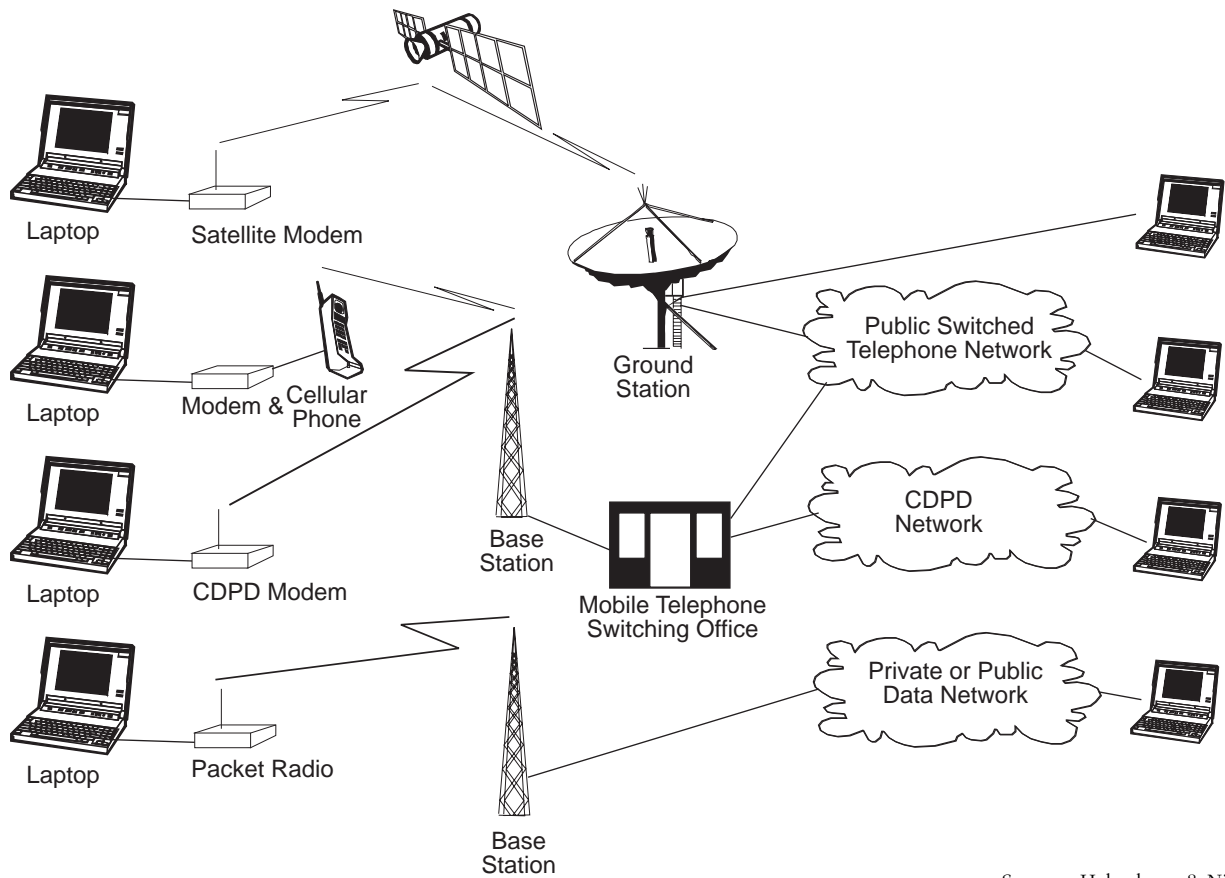 Laptop
Satellite Modem
Laptop
Modem &
Cellular
Phone
Ground
Station
Public Switched
Telephone Network
Laptop
CDPD Modem
Base
Station
Mobile Telephone
Switching Office
CDPD
Network
Laptop
Packet Radio
Base
Station
Private or Public
Data Network